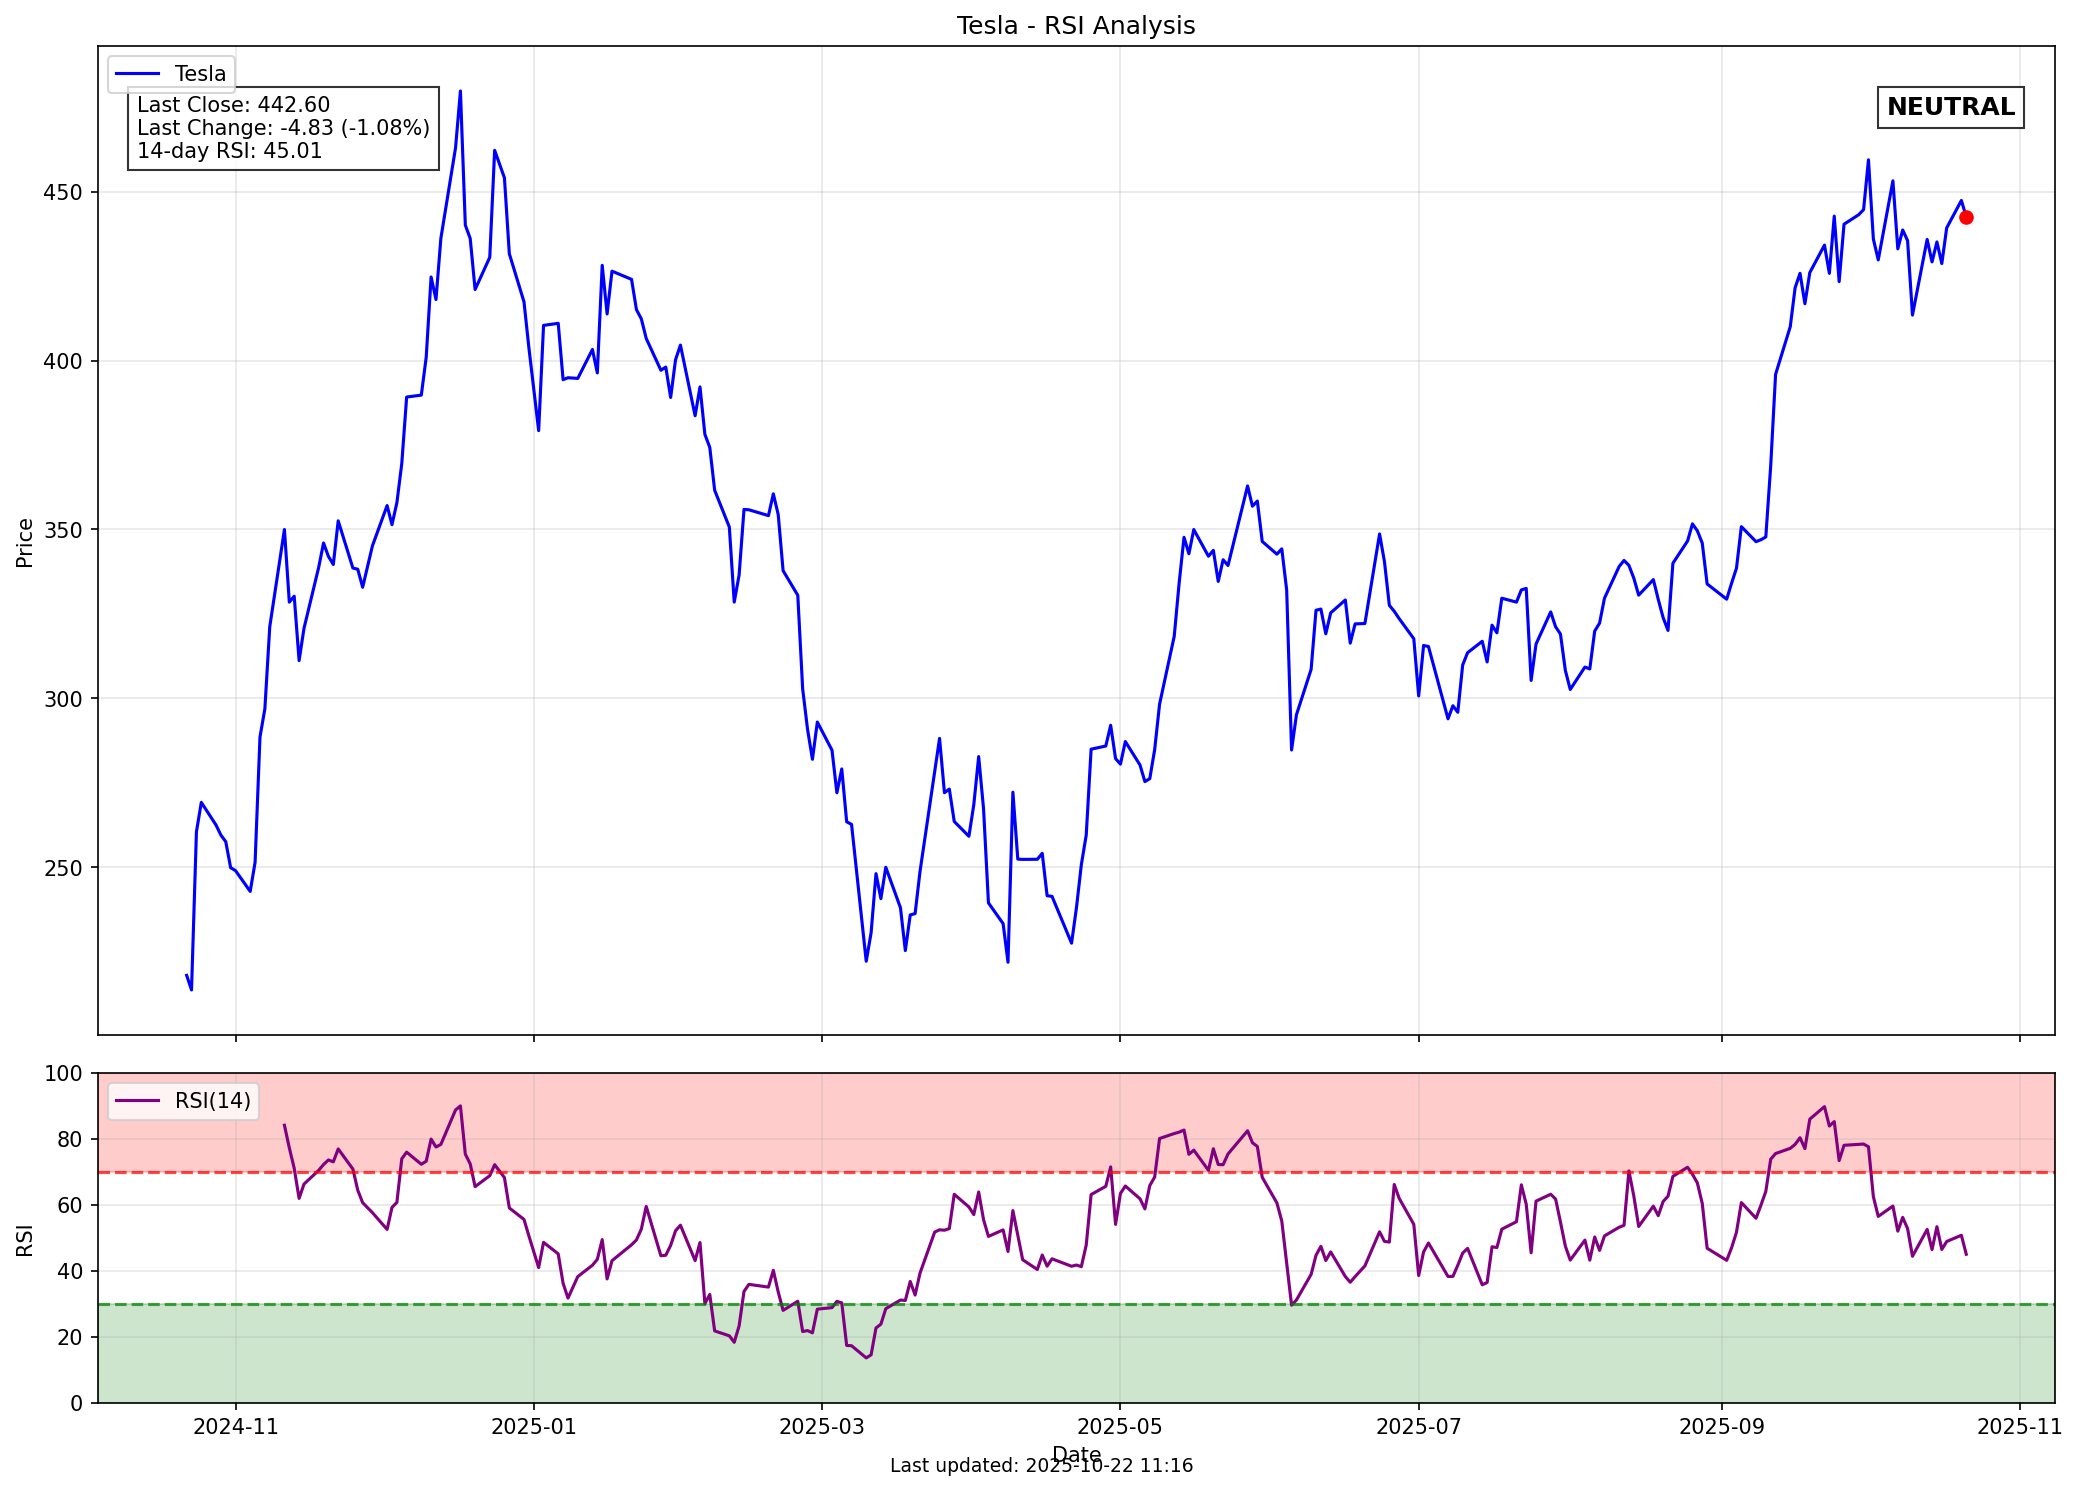 Tesla - RSI Analysis
Tesla
Last Close: 442.60
Last Change: -4.83 (-1.08%)
14-day RSI: 45.01
NEUTRAL
450
400
350
300
250
Price
RSI(14)
100
80
60
40
20
0
RSI
2024-11
2025-01
2025-03
2025-05
2025-07
2025-09
2025-11
Date
Last updated: 2025-10-22 11:16